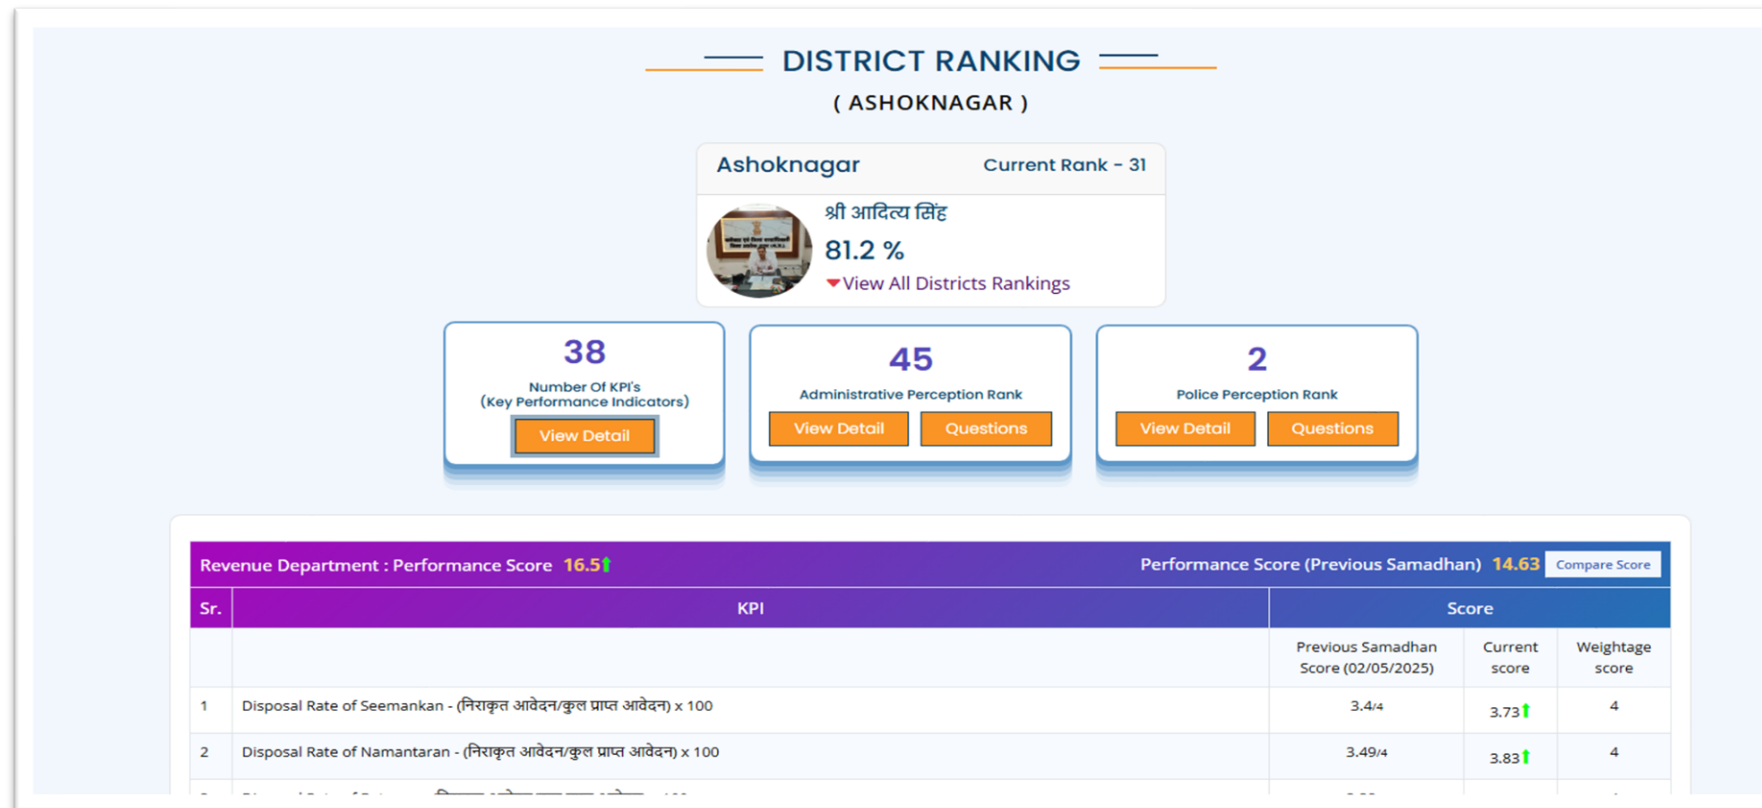 DISTRICT RANKING
( ASHOKNAGAR )
Ashoknagar Current Rank - 31
श्री आदित्य सिंह
81.2 %
View All Districts Rankings
38
Number Of KPI's
(Key Performance Indicators)
View Detail
45
Administrative Perception Rank
View Detail Questions
2
Police Perception Rank
View Detail Questions
Revenue Department : Performance Score 16.5 Performance Score (Previous Samadhan) 14.63 Compare Score
Sr. KPI Score
Previous Samadhan Score (02/05/2025) Current score Weightage score
1 Disposal Rate of Seemankan - (निराकृत आवेदन/कुल प्राप्त आवेदन) x 100 3.4/4 3.73 4
2 Disposal Rate of Namantaran - (निराकृत आवेदन/कुल प्राप्त आवेदन) x 100 3.49/4 3.83 4